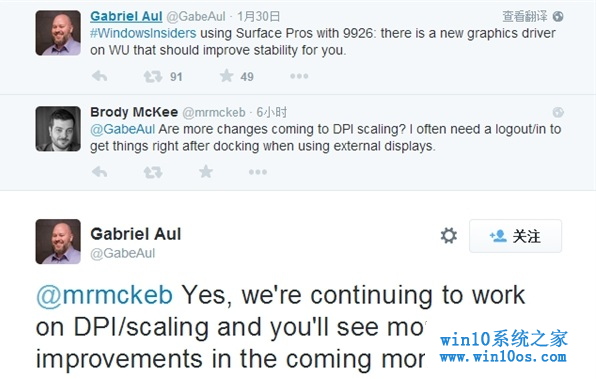 Gabriel Aul @GabeAul · 1月30日 查看翻译
#WindowsInsiders using Surface Pros with 9926: there is a new graphics driver
on WU that should improve stability for you.
91 49
Brody McKee @mrmckeb · 6小时
@GabeAul Are more changes coming to DPI scaling? I often need a logout/in to
get things right after docking when using external displays.
Gabriel Aul
@GabeAul
关注
@mrmckeb Yes, we're continuing to work
on DPI/scaling and you'll see
improvements in the coming
win10系统之家
www.win10os.com